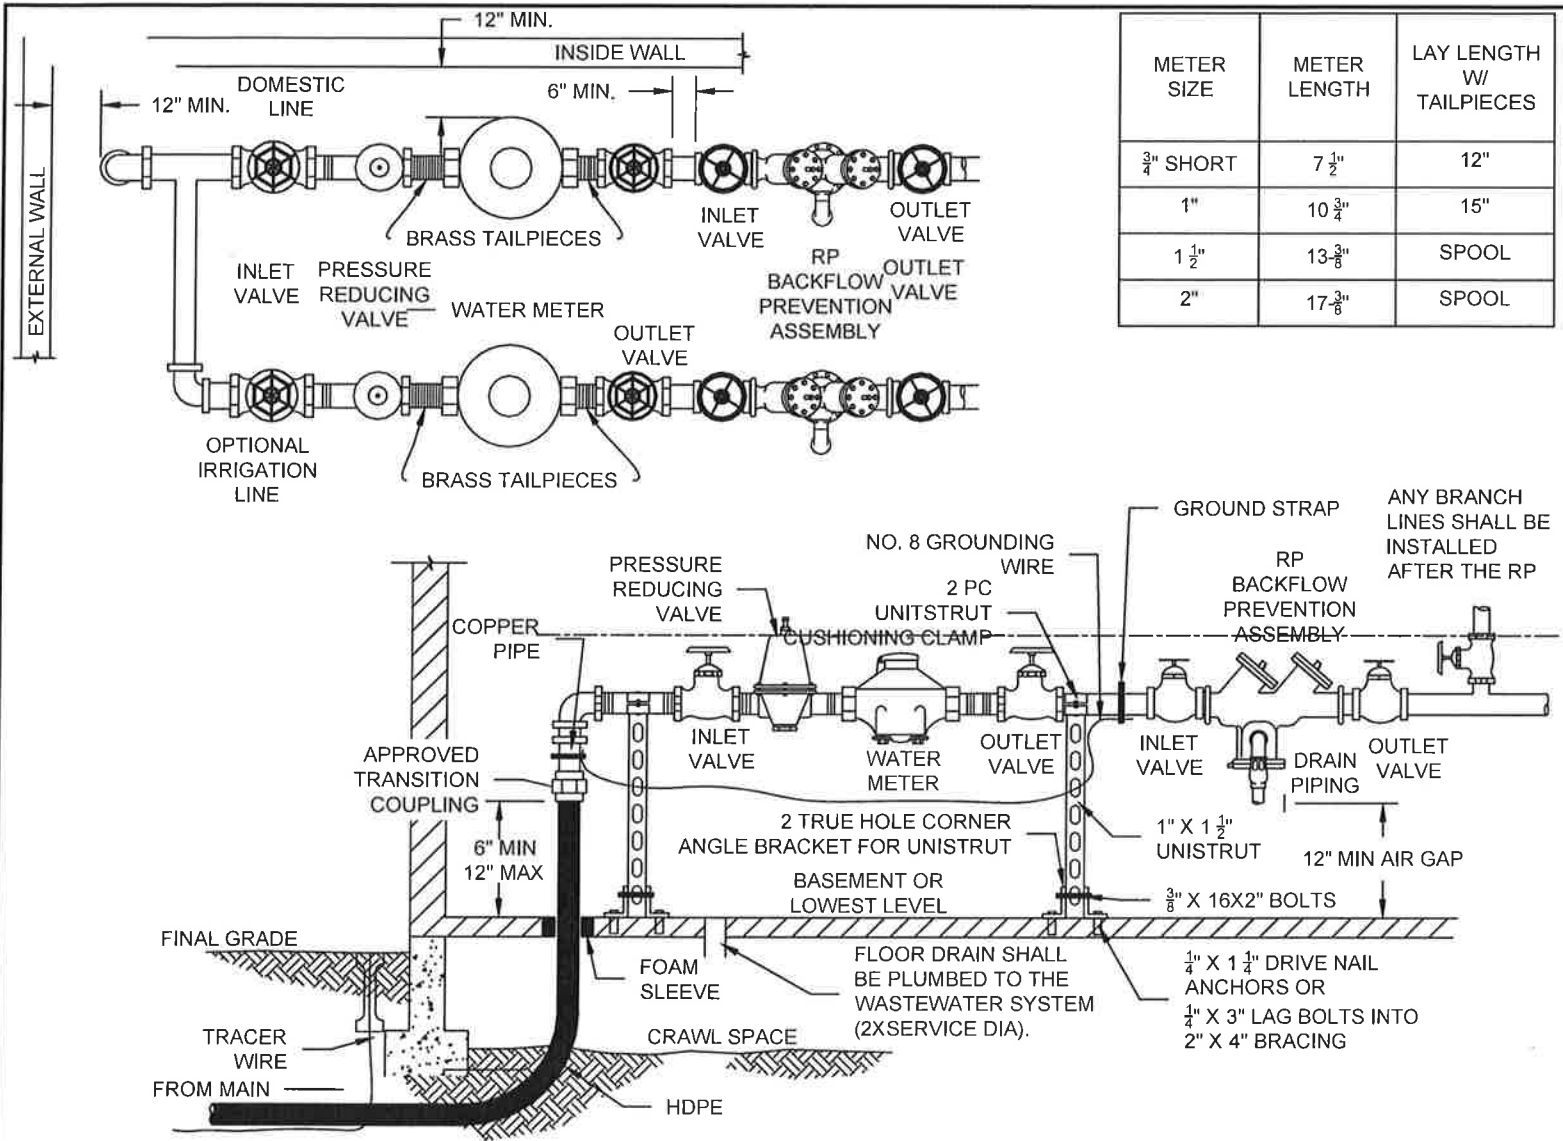 12" MIN.
INSIDE WALL
DOMESTIC
LINE
12" MIN.
6" MIN.
EXTERNAL WALL
BRASS TAILPIECES
INLET
VALVE
OUTLET
VALVE
INLET
VALVE
PRESSURE
REDUCING
VALVE
WATER METER
OUTLET
VALVE
RP
BACKFLOW
PREVENTION
ASSEMBLY
OUTLET
VALVE
OPTIONAL
IRRIGATION
LINE
BRASS TAILPIECES
METER
SIZE
METER
LENGTH
LAY LENGTH
W/
TAILPIECES
3/4" SHORT 7 1/2" 12"
1" 10 3/4" 15"
1 1/2" 13-3/8" SPOOL
2" 17-3/8" SPOOL
GROUND STRAP
ANY BRANCH
LINES SHALL BE
INSTALLED
AFTER THE RP
NO. 8 GROUNDING
WIRE
PRESSURE
REDUCING
VALVE
2 PC
UNITSTRUT
CUSHIONING CLAMP
RP
BACKFLOW
PREVENTION
ASSEMBLY
COPPER
PIPE
INLET
VALVE
WATER
METER
OUTLET
VALVE
INLET
VALVE
DRAIN
PIPING
OUTLET
VALVE
APPROVED
TRANSITION
COUPLING
6" MIN
12" MAX
2 TRUE HOLE CORNER
ANGLE BRACKET FOR UNISTRUT
1" X 1 1/2"
UNISTRUT
12" MIN AIR GAP
BASEMENT OR
LOWEST LEVEL
3/8" X 16X2" BOLTS
FINAL GRADE
FOAM
SLEEVE
FLOOR DRAIN SHALL
BE PLUMBED TO THE
WASTEWATER SYSTEM
(2XSERVICE DIA).
1/4" X 1 1/4" DRIVE NAIL
ANCHORS OR
1/4" X 3" LAG BOLTS INTO
2" X 4" BRACING
TRACER
WIRE
CRAWL SPACE
FROM MAIN
HDPE